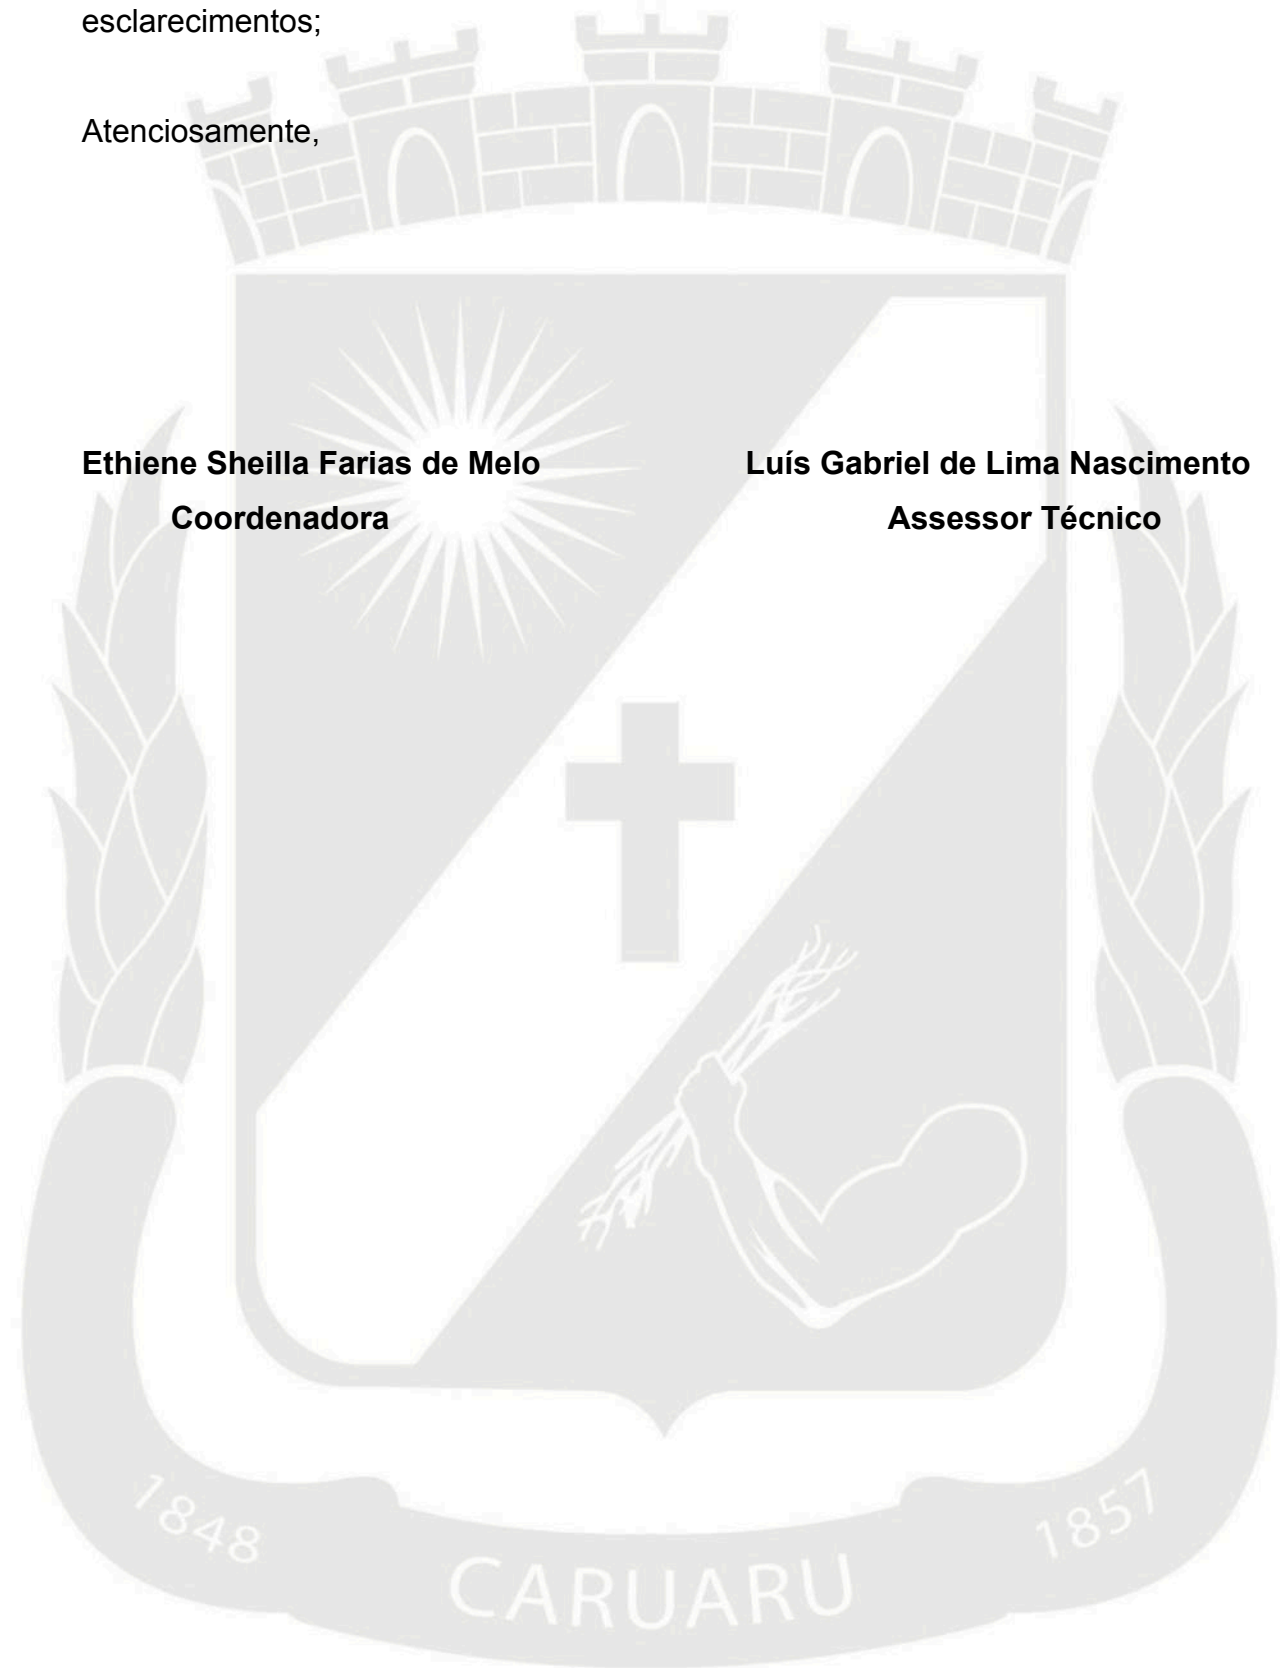 esclarecimentos;
Atenciosamente,
Ethiene Sheilla Farias de Melo Luís Gabriel de Lima Nascimento
Coordenadora Assessor Técnico
1848 CARUARU 1857